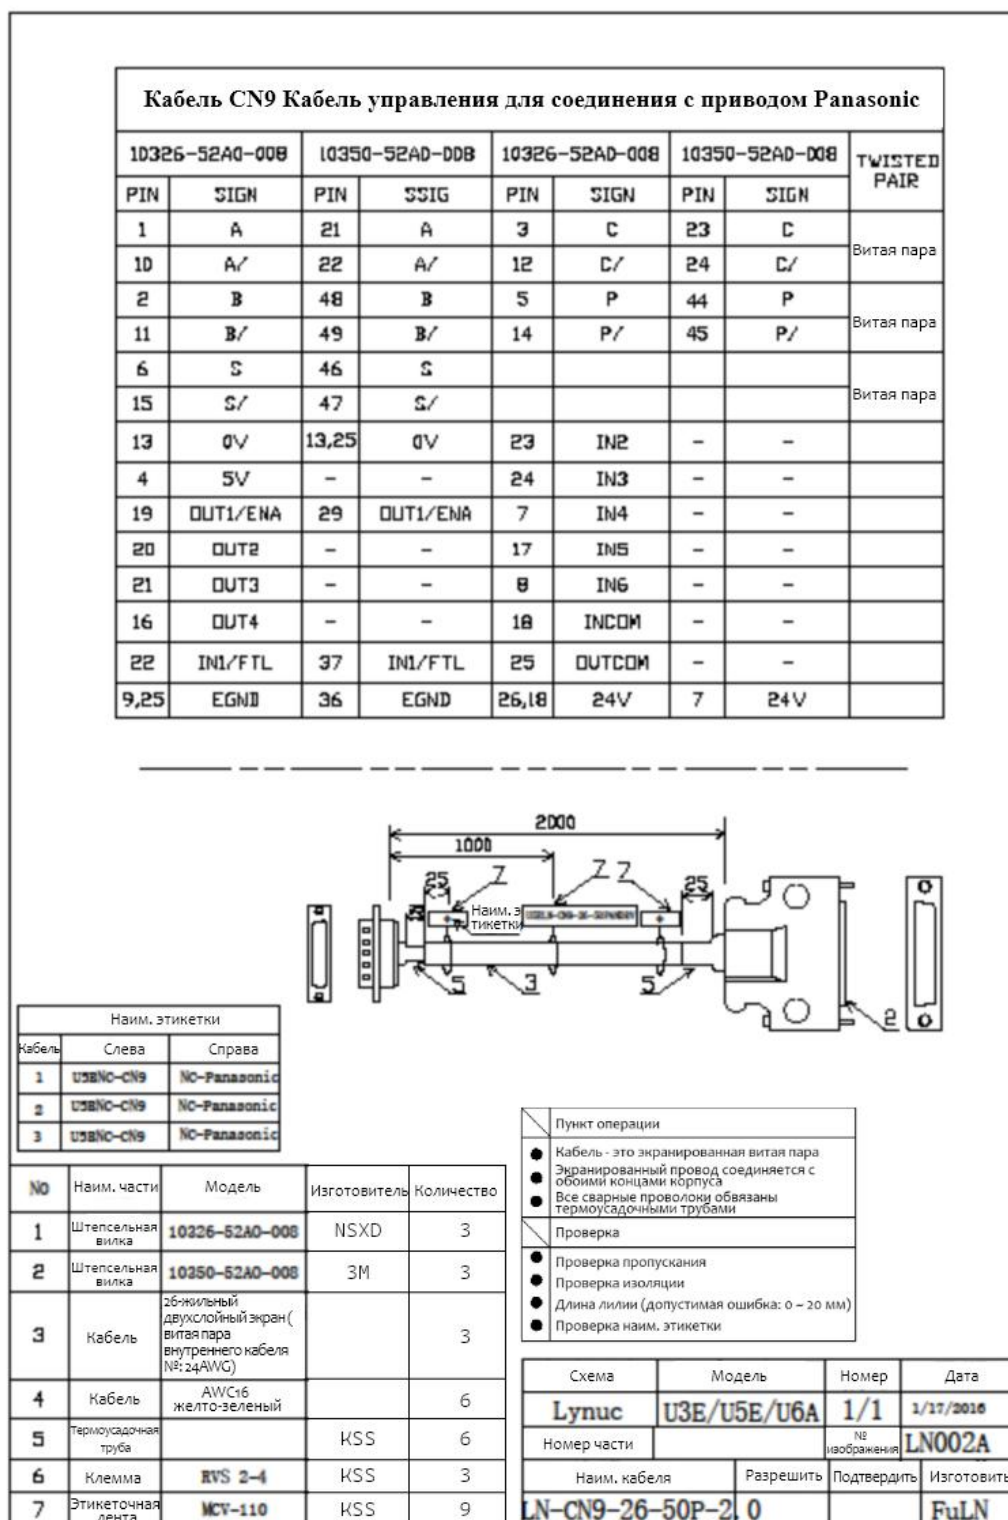 Кабель CN9 Кабель управления для соединения с приводом Panasonic
10326-52A0-008 10350-52AD-DDB 10326-52AD-008 10350-52AD-D08 TWISTED PAIR
PIN SIGN PIN SSIG PIN SIGN PIN SIGN
1 A 21 A 3 C 23 C Витая пара
10 A/ 22 A/ 12 C/ 24 C/
2 B 48 B 5 P 44 P Витая пара
11 B/ 49 B/ 14 P/ 45 P/
6 S 46 S Витая пара
15 S/ 47 S/
13 0V 13,25 0V 23 IN2 - -
4 5V - - 24 IN3 - -
19 OUT1/ENA 29 OUT1/ENA 7 IN4 - -
20 OUT2 - - 17 IN5 - -
21 OUT3 - - 8 IN6 - -
16 OUT4 - - 18 INCOM - -
22 IN1/FTL 37 IN1/FTL 25 OUTCOM - -
9,25 EGND 36 EGND 26,18 24V 7 24V
2000
1000
25 7 7 7 25
Наим. э
тикетки
5 3 5 2
Наим. этикетки
Кабель Слева Справа
1 U5BNC-CN9 NC-Panasonic
2 U5BNC-CN9 NC-Panasonic
3 U5BNC-CN9 NC-Panasonic
Пункт операции
Кабель - это экранированная витая пара
Экранированный провод соединяется с
обоими концами корпуса
Все сварные проволоки обвязаны
термоусадочными трубами
Проверка
Проверка пропускания
Проверка изоляции
Длина лилии (допустимая ошибка: 0 ~ 20 мм)
Проверка наим. этикетки
NO Наим. части Модель Изготовитель Количество
1 Штепсельная вилка 10326-52A0-008 NSXD 3
2 Штепсельная вилка 10350-52A0-008 3M 3
3 Кабель 26-жильный двухслойный экран ( витая пара внутреннего кабеля №: 24AWG) 3
4 Кабель AWC16 желто-зеленый 6
5 Термоусадочная труба KSS 6
6 Клемма RVS 2-4 KSS 3
7 Этикеточная лента MCV-110 KSS 9
Схема Модель Номер Дата
Lynuc U3E/U5E/U6A 1/1 1/17/2016
Номер части № изображения LN002A
Наим. кабеля Разрешить Подтвердить Изготовить
LN-CN9-26-50P-2.0 FuLN